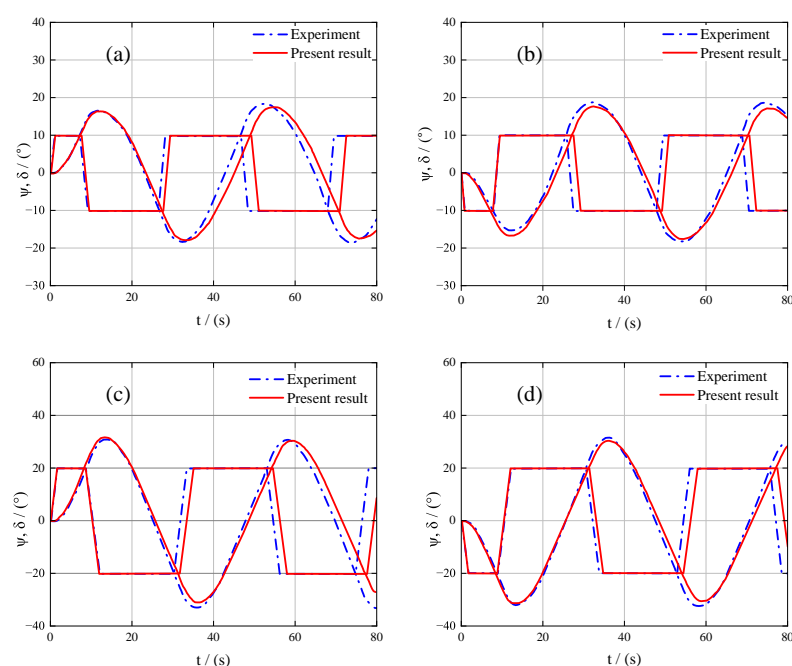 40
30
20
10
0
−10
−20
−30
ψ, δ / (°)
(a)
Experiment
Present result
0 20 40 60 80
t / (s)
40
30
20
10
0
−10
−20
−30
ψ, δ / (°)
(b)
Experiment
Present result
0 20 40 60 80
t / (s)
60
40
20
0
−20
−40
ψ, δ / (°)
(c)
Experiment
Present result
0 20 40 60 80
t / (s)
60
40
20
0
−20
−40
ψ, δ / (°)
(d)
Experiment
Present result
0 20 40 60 80
t / (s)